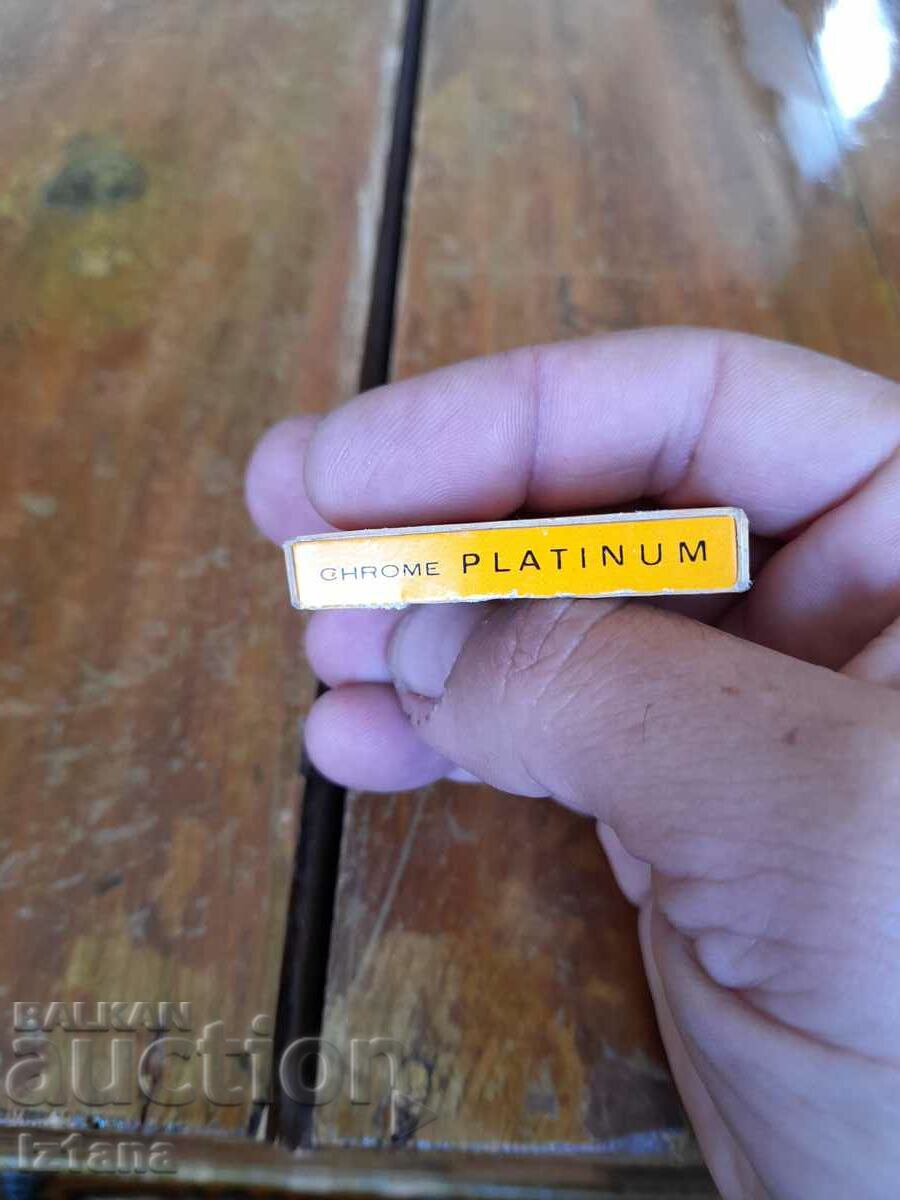 CHROME PLATINUM
BALKAN
auction
Iztana